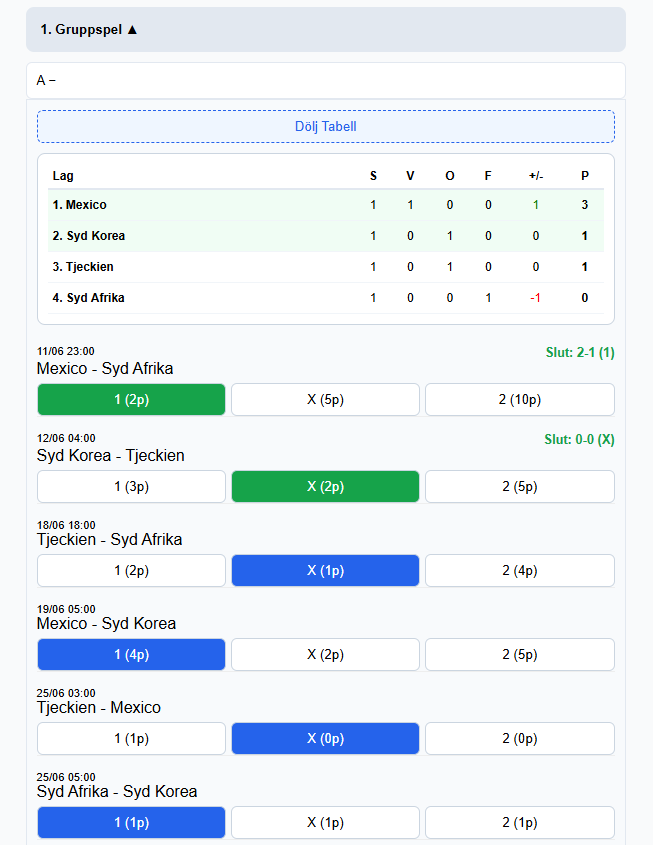 1. Gruppspel ▲
A −
Dölj Tabell
Lag S V O F +/- P
1. Mexico 1 1 0 0 1 3
2. Syd Korea 1 0 1 0 0 1
3. Tjeckien 1 0 1 0 0 1
4. Syd Afrika 1 0 0 1 -1 0
11/06 23:00
Slut: 2-1 (1)
Mexico - Syd Afrika
1 (2p) X (5p) 2 (10p)
12/06 04:00
Slut: 0-0 (X)
Syd Korea - Tjeckien
1 (3p) X (2p) 2 (5p)
18/06 18:00
Tjeckien - Syd Afrika
1 (2p) X (1p) 2 (4p)
19/06 05:00
Mexico - Syd Korea
1 (4p) X (2p) 2 (5p)
25/06 03:00
Tjeckien - Mexico
1 (1p) X (0p) 2 (0p)
25/06 05:00
Syd Afrika - Syd Korea
1 (1p) X (1p) 2 (1p)